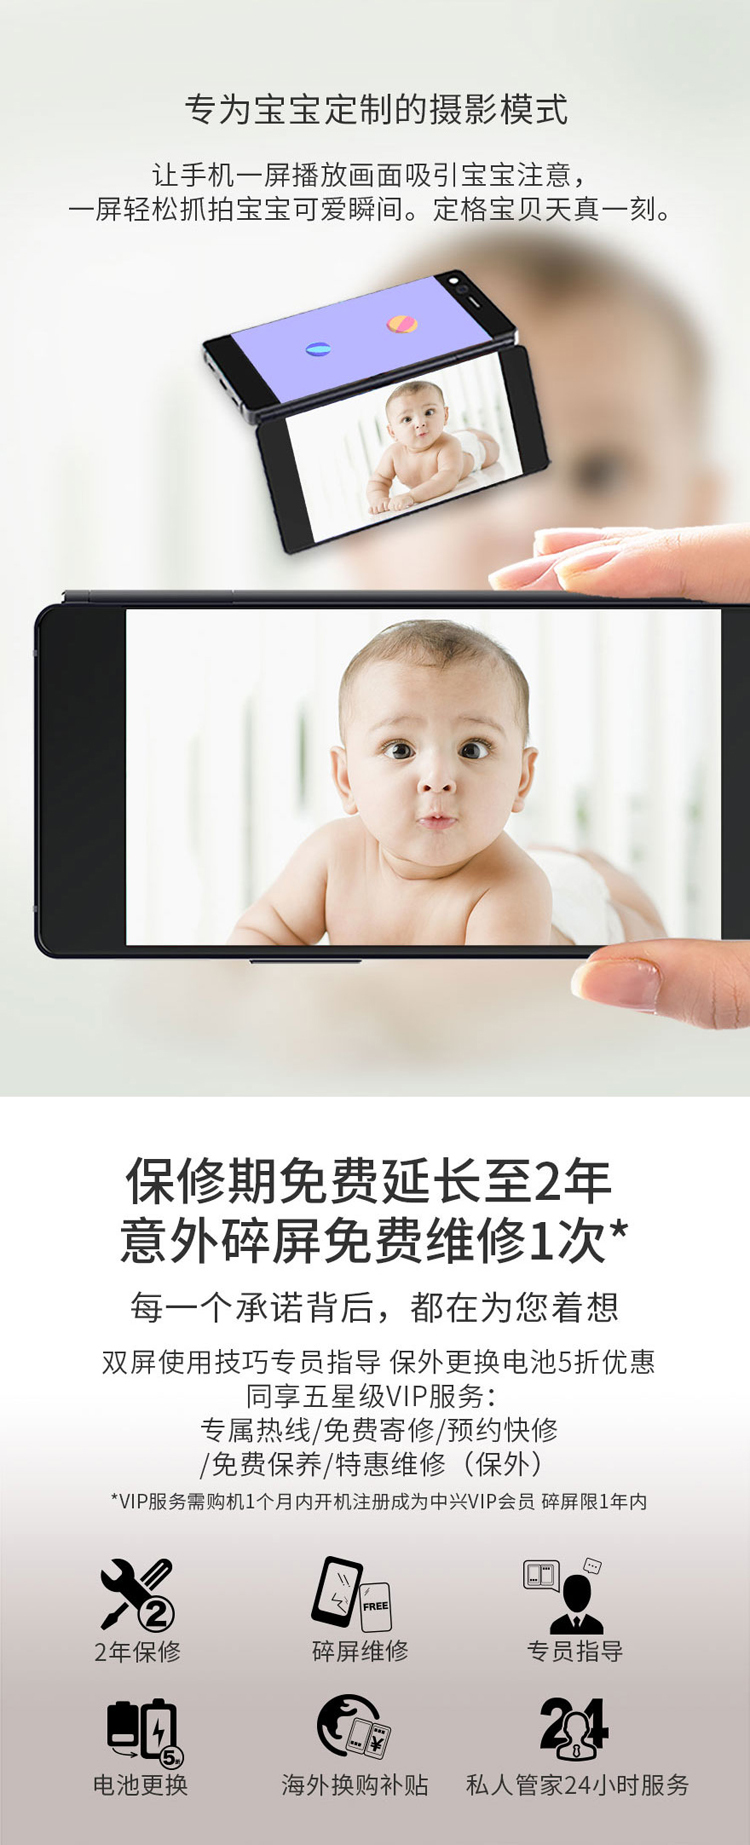 专为宝宝定制的摄影模式
让手机一屏播放画面吸引宝宝注意，
一屏轻松抓拍宝宝可爱瞬间。定格宝贝天真一刻。
保修期免费延长至2年
意外碎屏免费维修1次*
每一个承诺背后，都在为您着想
双屏使用技巧专员指导 保外更换电池5折优惠
同享五星级VIP服务：
专属热线/免费寄修/预约快修
/免费保养/特惠维修（保外）
*VIP服务需购机1个月内开机注册成为中兴VIP会员 碎屏限1年内
2
FREE
2年保修
碎屏维修
专员指导
5折
¥
24
电池更换
海外换购补贴
私人管家24小时服务